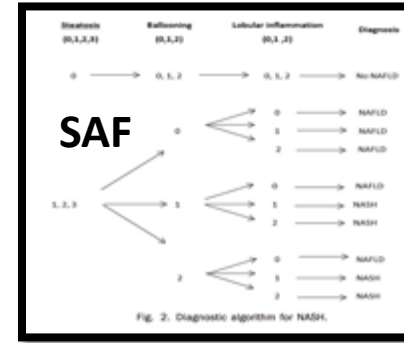 Steatosis Ballooning Lobular inflammation Diagnosis
(0,1,2,3) (0,1,2) (0,1,2)
0 0, 1, 2 0, 1, 2 No NAFLD
SAF
0 0 NAFLD
1 NAFLD
2 NAFLD
1, 2, 3 1 0 NAFLD
1 NASH
2 NASH
2 0 NAFLD
1 NASH
2 NASH
Fig. 2. Diagnostic algorithm for NASH.